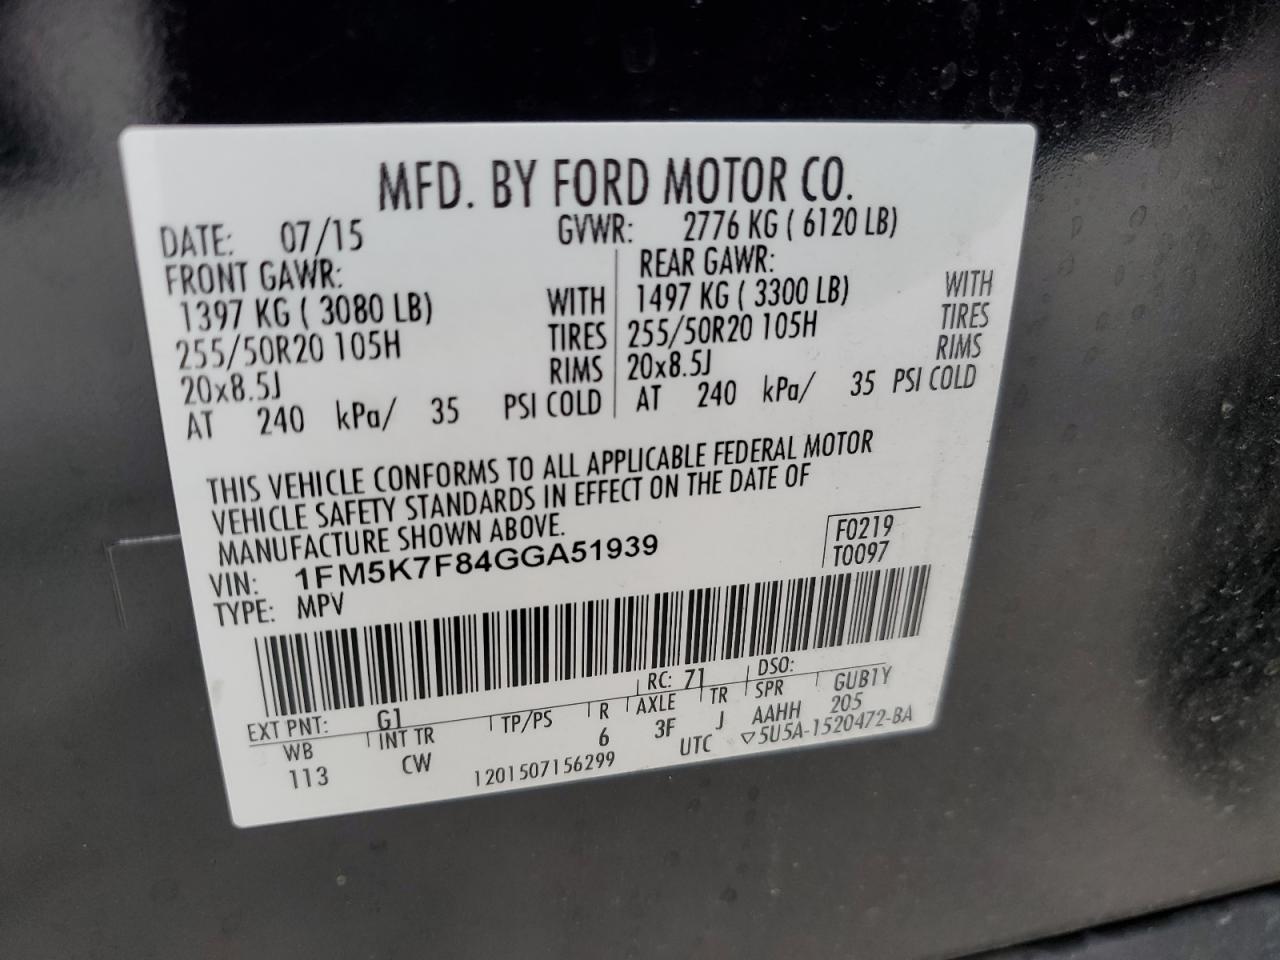 MFD. BY FORD MOTOR CO.
DATE: 07/15 GVWR: 2776 KG ( 6120 LB)
FRONT GAWR: REAR GAWR:
1397 KG ( 3080 LB) WITH 1497 KG ( 3300 LB) WITH
255/50R20 105H TIRES 255/50R20 105H TIRES
20x8.5J RIMS 20x8.5J RIMS
AT 240 kPa/ 35 PSI COLD AT 240 kPa/ 35 PSI COLD
THIS VEHICLE CONFORMS TO ALL APPLICABLE FEDERAL MOTOR
VEHICLE SAFETY STANDARDS IN EFFECT ON THE DATE OF
MANUFACTURE SHOWN ABOVE.
F0219
VIN: 1FM5K7F84GGA51939 T0097
TYPE: MPV
EXT PNT: G1 RC: 71 DSO:
WB INT TR TP/PS R AXLE TR SPR GUB1Y
113 CW 6 3F J AAHH 205
1201507156299 UTC ▽5U5A-1520472-BA